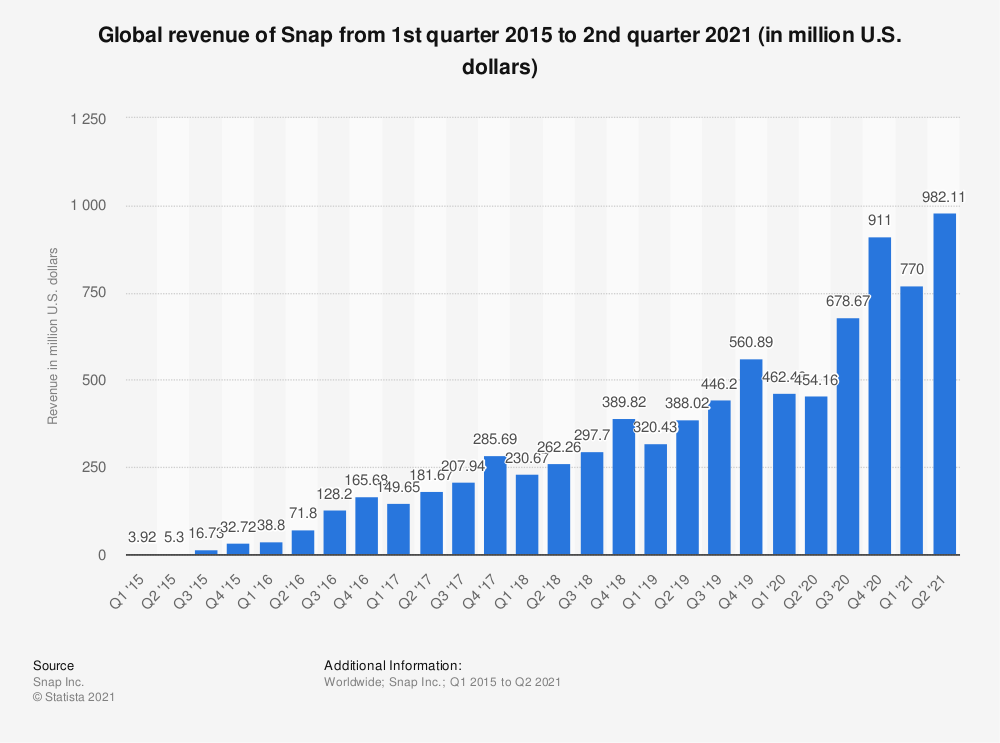 Global revenue of Snap from 1st quarter 2015 to 2nd quarter 2021 (in million U.S.
dollars)
Revenue in million U.S. dollars
1 250
1 000
750
500
250
0
3.92
5.3
16.73
32.72
38.8
71.8
128.2
165.68
149.65
181.67
207.94
285.69
230.67
262.26
297.7
389.82
320.43
388.02
446.2
560.89
454.16
678.67
911
770
982.11
Q1 '15
Q2 '15
Q3 '15
Q4 '15
Q1 '16
Q2 '16
Q3 '16
Q4 '16
Q1 '17
Q2 '17
Q3 '17
Q4 '17
Q1 '18
Q2 '18
Q3 '18
Q4 '18
Q1 '19
Q2 '19
Q3 '19
Q4 '19
Q1 '20
Q2 '20
Q3 '20
Q4 '20
Q1 '21
Q2 '21
Source
Snap Inc.
© Statista 2021
Additional Information:
Worldwide; Snap Inc.; Q1 2015 to Q2 2021